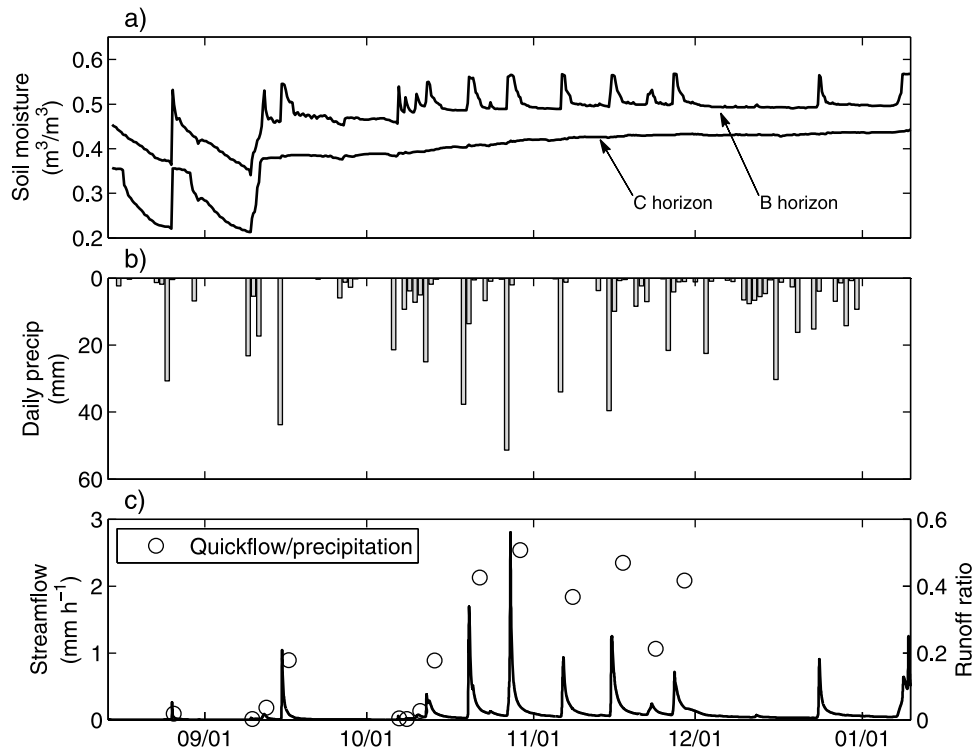 a)
0.6
0.5
0.4
0.3
0.2
Soil moisture
(m³/m³)
C horizon
B horizon
b)
0
20
40
60
Daily precip
(mm)
c)
3
2
1
0
Streamflow
(mm h⁻¹)
Quickflow/precipitation
0.6
0.4
0.2
0
Runoff ratio
09/01
10/01
11/01
12/01
01/01